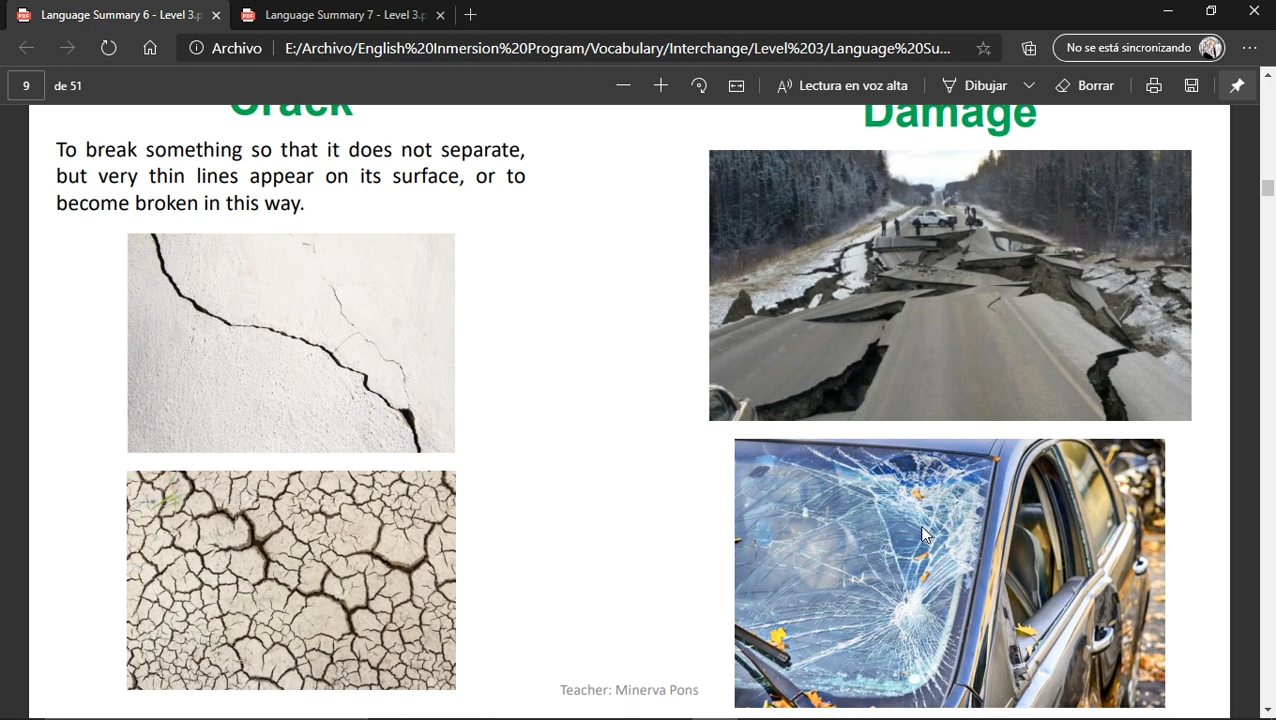 Language Summary 6 - Level 3.p
Language Summary 7 - Level 3.p
Archivo
E:/Archivo/English%20Inmersion%20Program/Vocabulary/Interchange/Level%203/Language%20Su...
No se está sincronizando
9
de 51
Lectura en voz alta
Dibujar
Borrar
Crack
To break something so that it does not separate,
but very thin lines appear on its surface, or to
become broken in this way.
Damage
Teacher: Minerva Pons